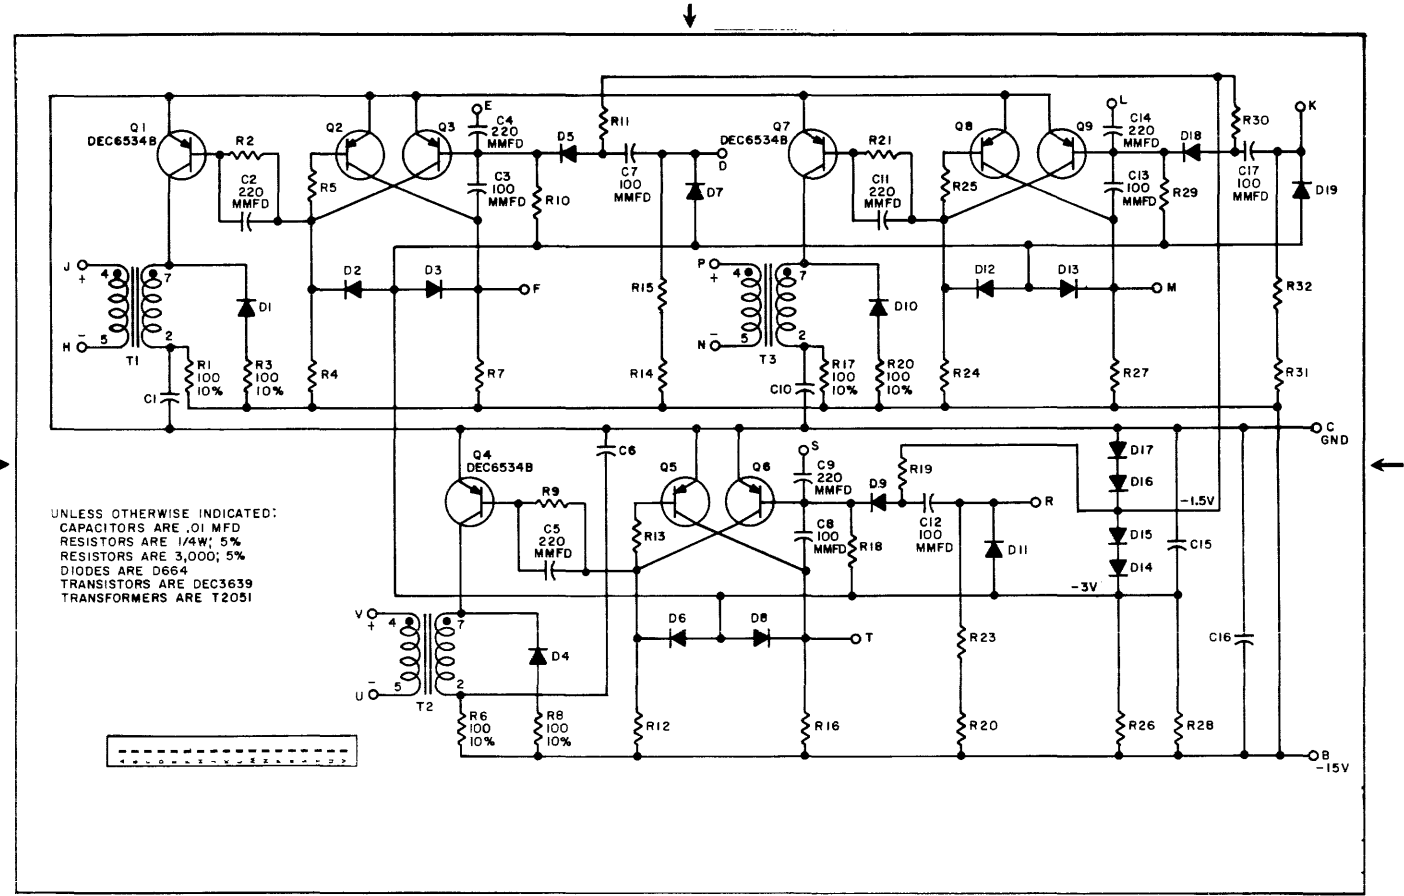 E
L
K
Q1
DEC6534B
R2
C2
220
MMFD
Q2
Q3
C4
220
MMFD
D5
R11
R5
C3
100
MMFD
R10
C7
100
MMFD
D
D7
Q7
DEC6534B
R21
C11
220
MMFD
Q8
Q9
C14
220
MMFD
D18
R30
R25
C13
100
MMFD
R29
C17
100
MMFD
D19
J
+
4
7
H
−
5
2
T1
D1
D2
D3
F
R15
P
+
4
7
N
−
5
2
T3
D10
D12
D13
M
R32
C1
R1
100
10%
R3
100
10%
R4
R7
R14
C10
R17
100
10%
R20
100
10%
R24
R27
R31
C
GND
Q4
DEC6534B
R9
C5
220
MMFD
C6
Q5
Q6
S
C9
220
MMFD
D9
R19
R13
C8
100
MMFD
R18
C12
100
MMFD
R
D11
D17
D16
-1.5V
D15
D14
C15
-3V
UNLESS OTHERWISE INDICATED:
CAPACITORS ARE .01 MFD
RESISTORS ARE 1/4W; 5%
RESISTORS ARE 3,000; 5%
DIODES ARE D664
TRANSISTORS ARE DEC3639
TRANSFORMERS ARE T2051
V
+
4
7
U
−
5
2
T2
D4
D6
D8
T
R23
C16
R6
100
10%
R8
100
10%
R12
R16
R20
R26
R28
B
-15V